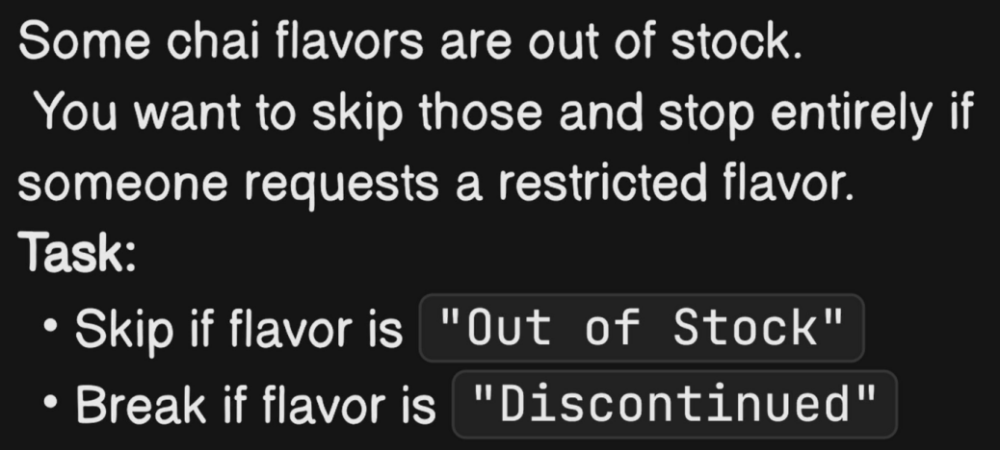 Some chai flavors are out of stock.
You want to skip those and stop entirely if
someone requests a restricted flavor.
Task:
• Skip if flavor is "Out of Stock"
• Break if flavor is "Discontinued"